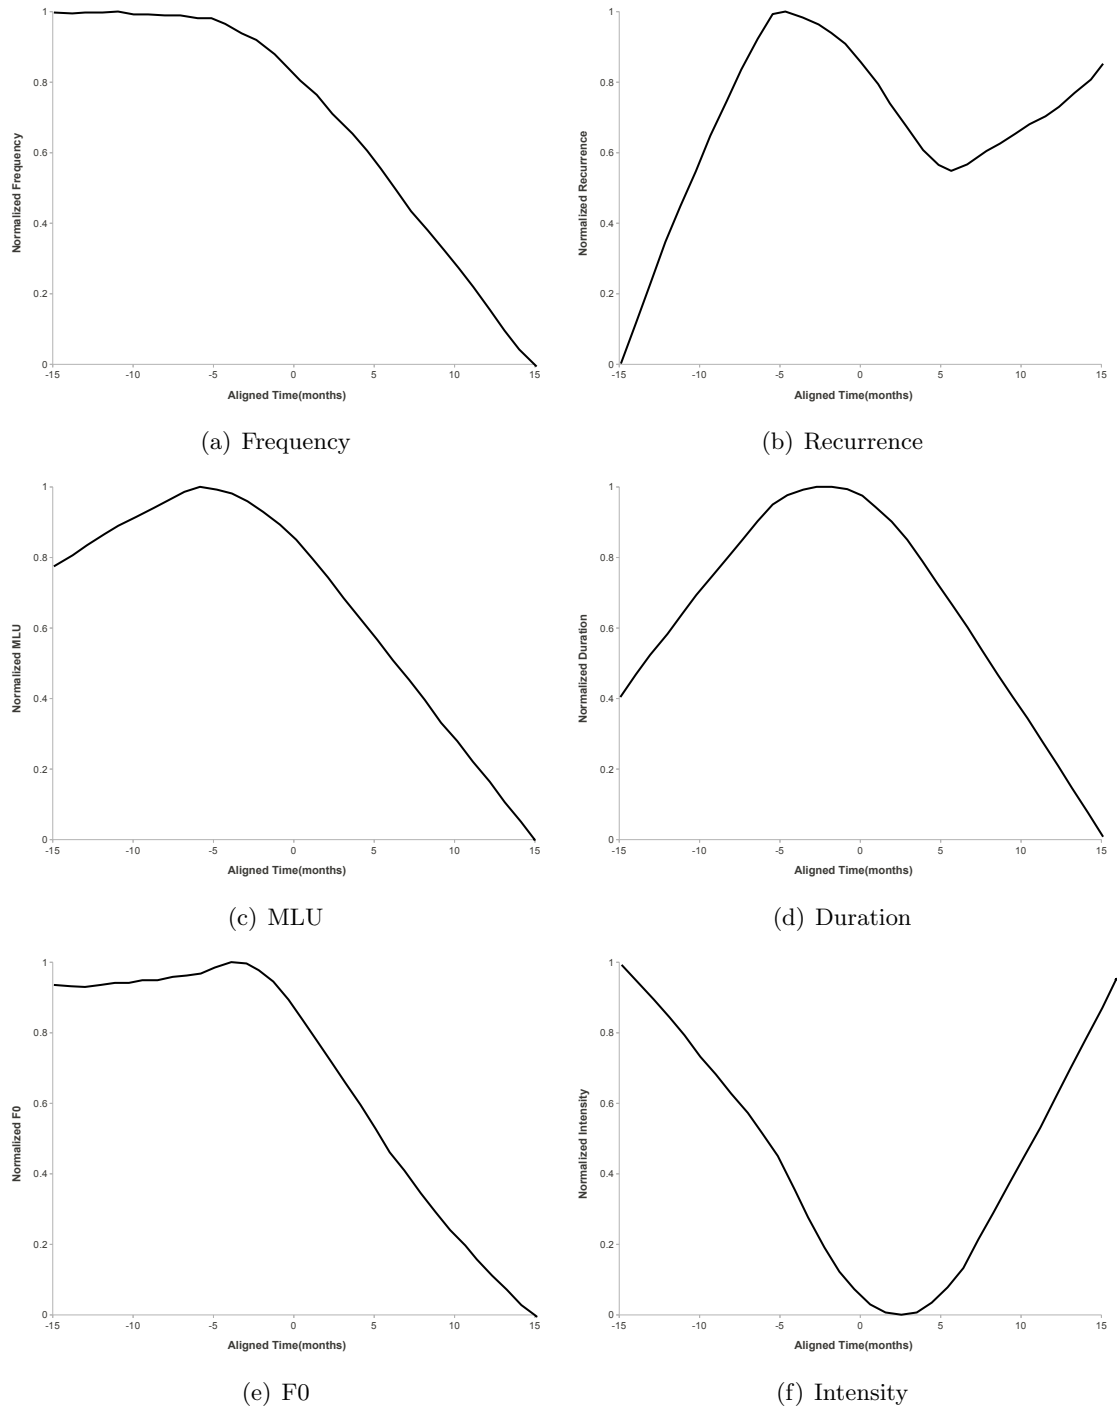 1
0.8
0.6
0.4
0.2
0
Normalized Frequency
-15 -10 -5 0 5 10 15
Aligned Time(months)
(a) Frequency
1
0.8
0.6
0.4
0.2
0
Normalized Recurrence
-15 -10 -5 0 5 10 15
Aligned Time(months)
(b) Recurrence
1
0.8
0.6
0.4
0.2
0
Normalized MLU
-15 -10 -5 0 5 10 15
Aligned Time(months)
(c) MLU
1
0.8
0.6
0.4
0.2
0
Normalized Duration
-15 -10 -5 0 5 10 15
Aligned Time(months)
(d) Duration
1
0.8
0.6
0.4
0.2
0
Normalized F0
-15 -10 -5 0 5 10 15
Aligned Time(months)
(e) F0
1
0.8
0.6
0.4
0.2
0
Normalized Intensity
-15 -10 -5 0 5 10 15
Aligned Time(months)
(f) Intensity